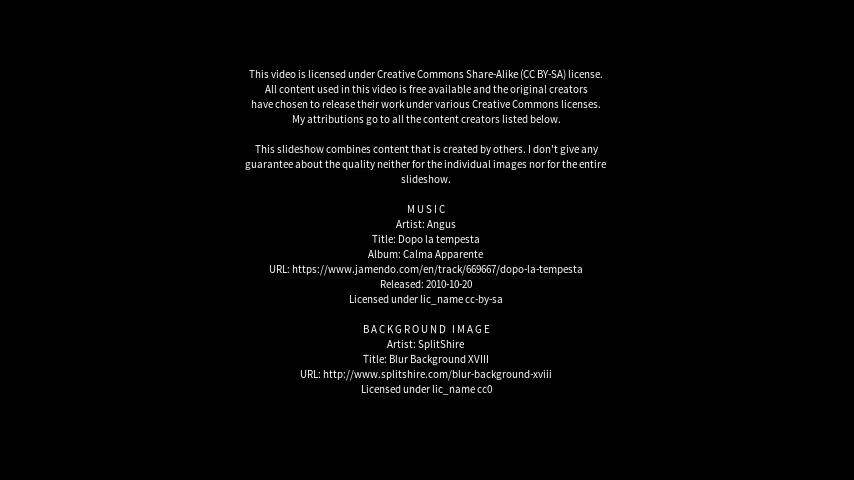 This video is licensed under Creative Commons Share-Alike (CC BY-SA) license.
All content used in this video is free available and the original creators
have chosen to release their work under various Creative Commons licenses.
My attributions go to all the content creators listed below.
This slideshow combines content that is created by others. I don't give any
guarantee about the quality neither for the individual images nor for the entire
slideshow.
MUSIC
Artist: Angus
Title: Dopo la tempesta
Album: Calma Apparente
URL: https://www.jamendo.com/en/track/669667/dopo-la-tempesta
Released: 2010-10-20
Licensed under lic_name cc-by-sa
BACKGROUND IMAGE
Artist: SplitShire
Title: Blur Background XVIII
URL: http://www.splitshire.com/blur-background-xviii
Licensed under lic_name cc0